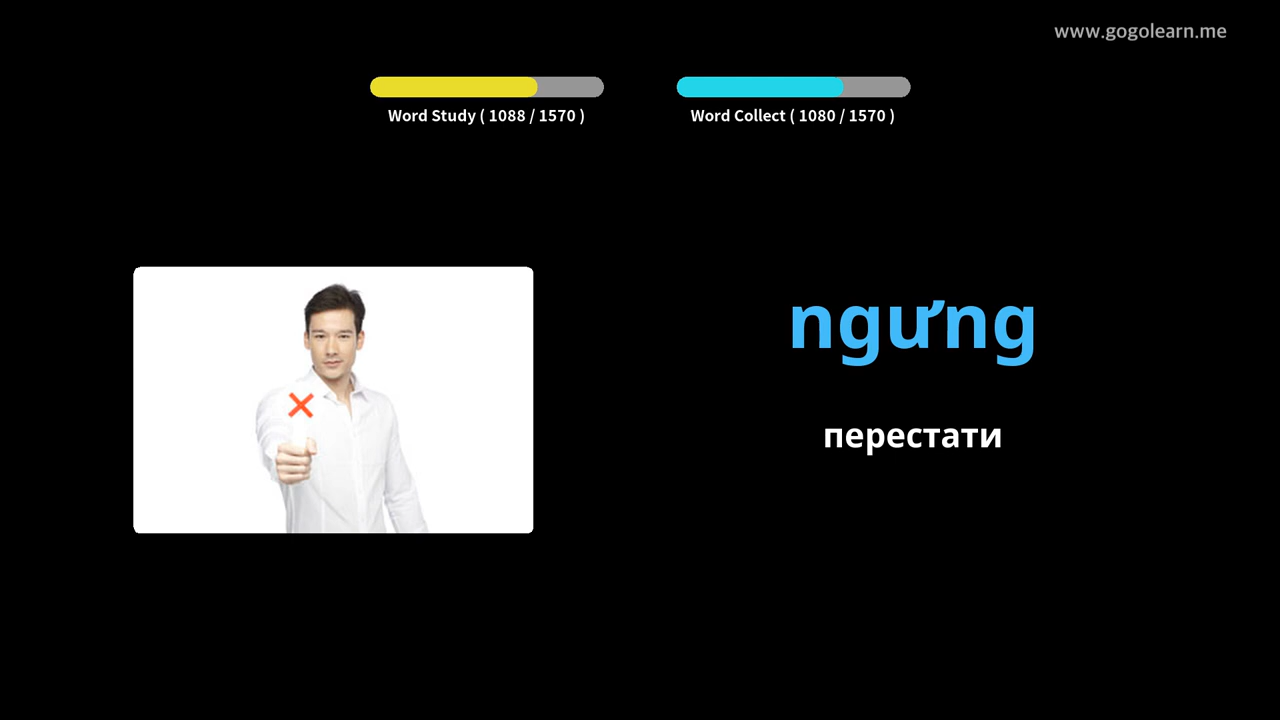 www.gogolearn.me
Word Study ( 1088 / 1570 )
Word Collect ( 1080 / 1570 )
ngưng
перестати